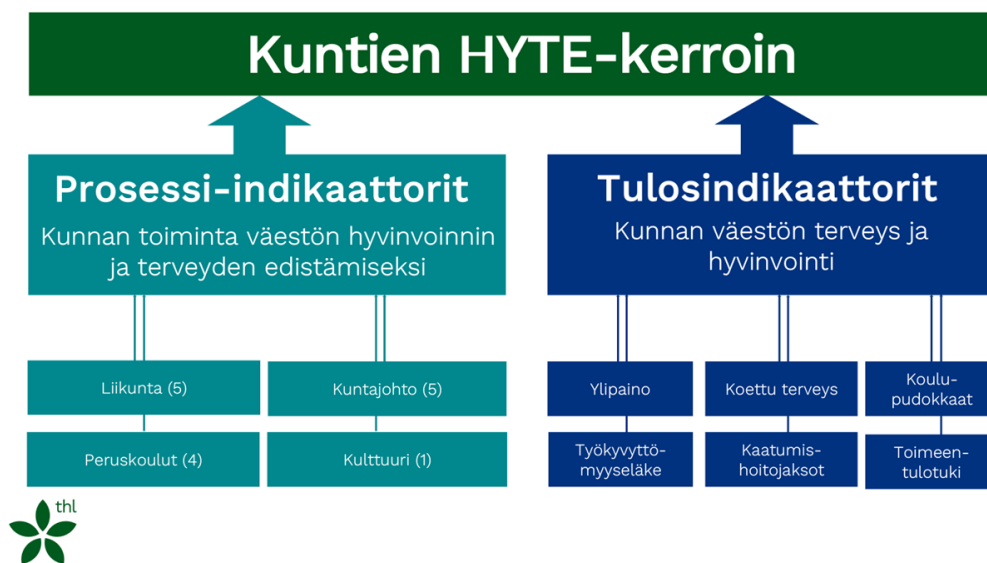 Kuntien HYTE-kerroin
Prosessi-indikaattorit
Kunnan toiminta väestön hyvinvoinnin
ja terveyden edistämiseksi
Tulosindikaattorit
Kunnan väestön terveys ja
hyvinvointi
Liikunta (5)
Kuntajohto (5)
Peruskoulut (4)
Kulttuuri (1)
Ylipaino
Koettu terveys
Koulu-
pudokkaat
Työkyvyttö-
myyseläke
Kaatumis-
hoitojaksot
Toimeen-
tulotuki
thl